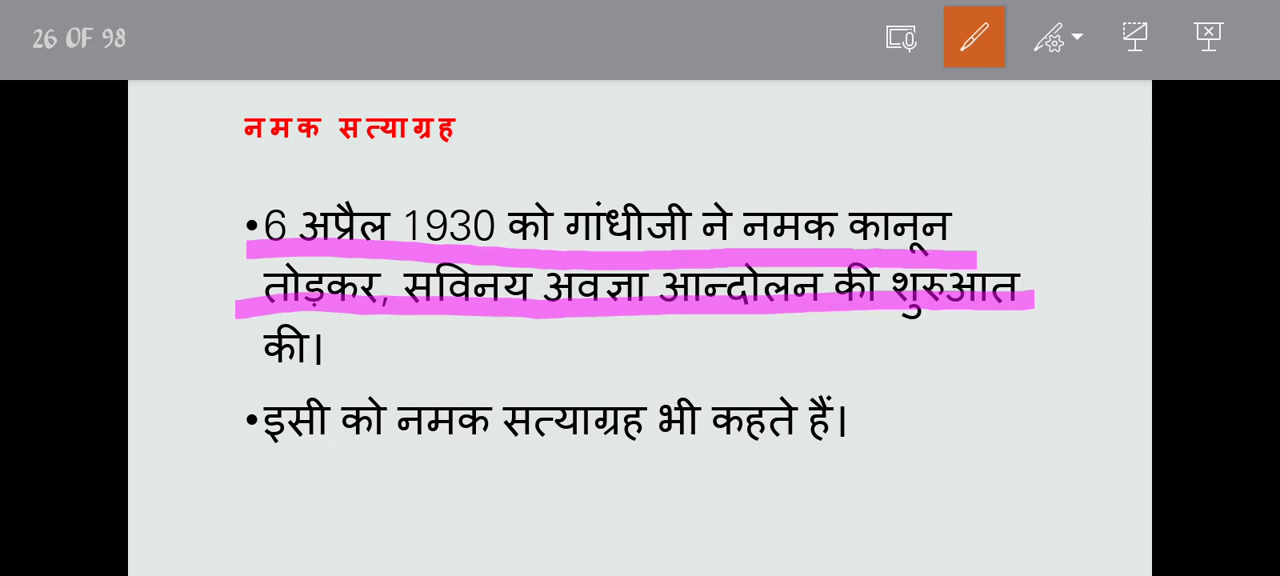 26 OF 98
नमक सत्याग्रह
•6 अप्रैल 1930 को गांधीजी ने नमक कानून
तोड़कर, सविनय अवज्ञा आन्दोलन की शुरुआत
की।
•इसी को नमक सत्याग्रह भी कहते हैं।